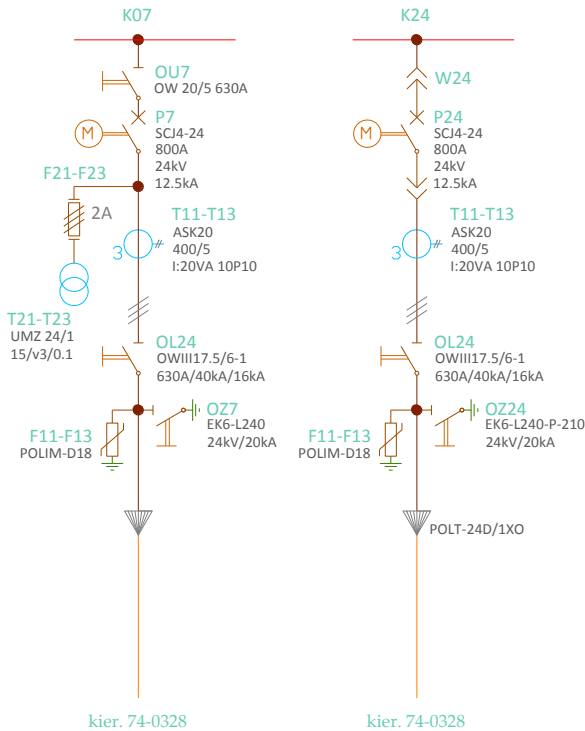 K07
OU7
OW 20/5 630A
P7
SCJ4-24
800A
24kV
12.5kA
M
F21-F23
2A
T11-T13
ASK20
400/5
I:20VA 10P10
3
T21-T23
UMZ 24/1
15/v3/0.1
OL24
OWIII17.5/6-1
630A/40kA/16kA
OZ7
EK6-L240
24kV/20kA
F11-F13
POLIM-D18
kier. 74-0328
K24
W24
P24
SCJ4-24
800A
24kV
12.5kA
M
T11-T13
ASK20
400/5
I:20VA 10P10
3
OL24
OWIII17.5/6-1
630A/40kA/16kA
OZ24
EK6-L240-P-210
24kV/20kA
F11-F13
POLIM-D18
POLT-24D/1XO
kier. 74-0328